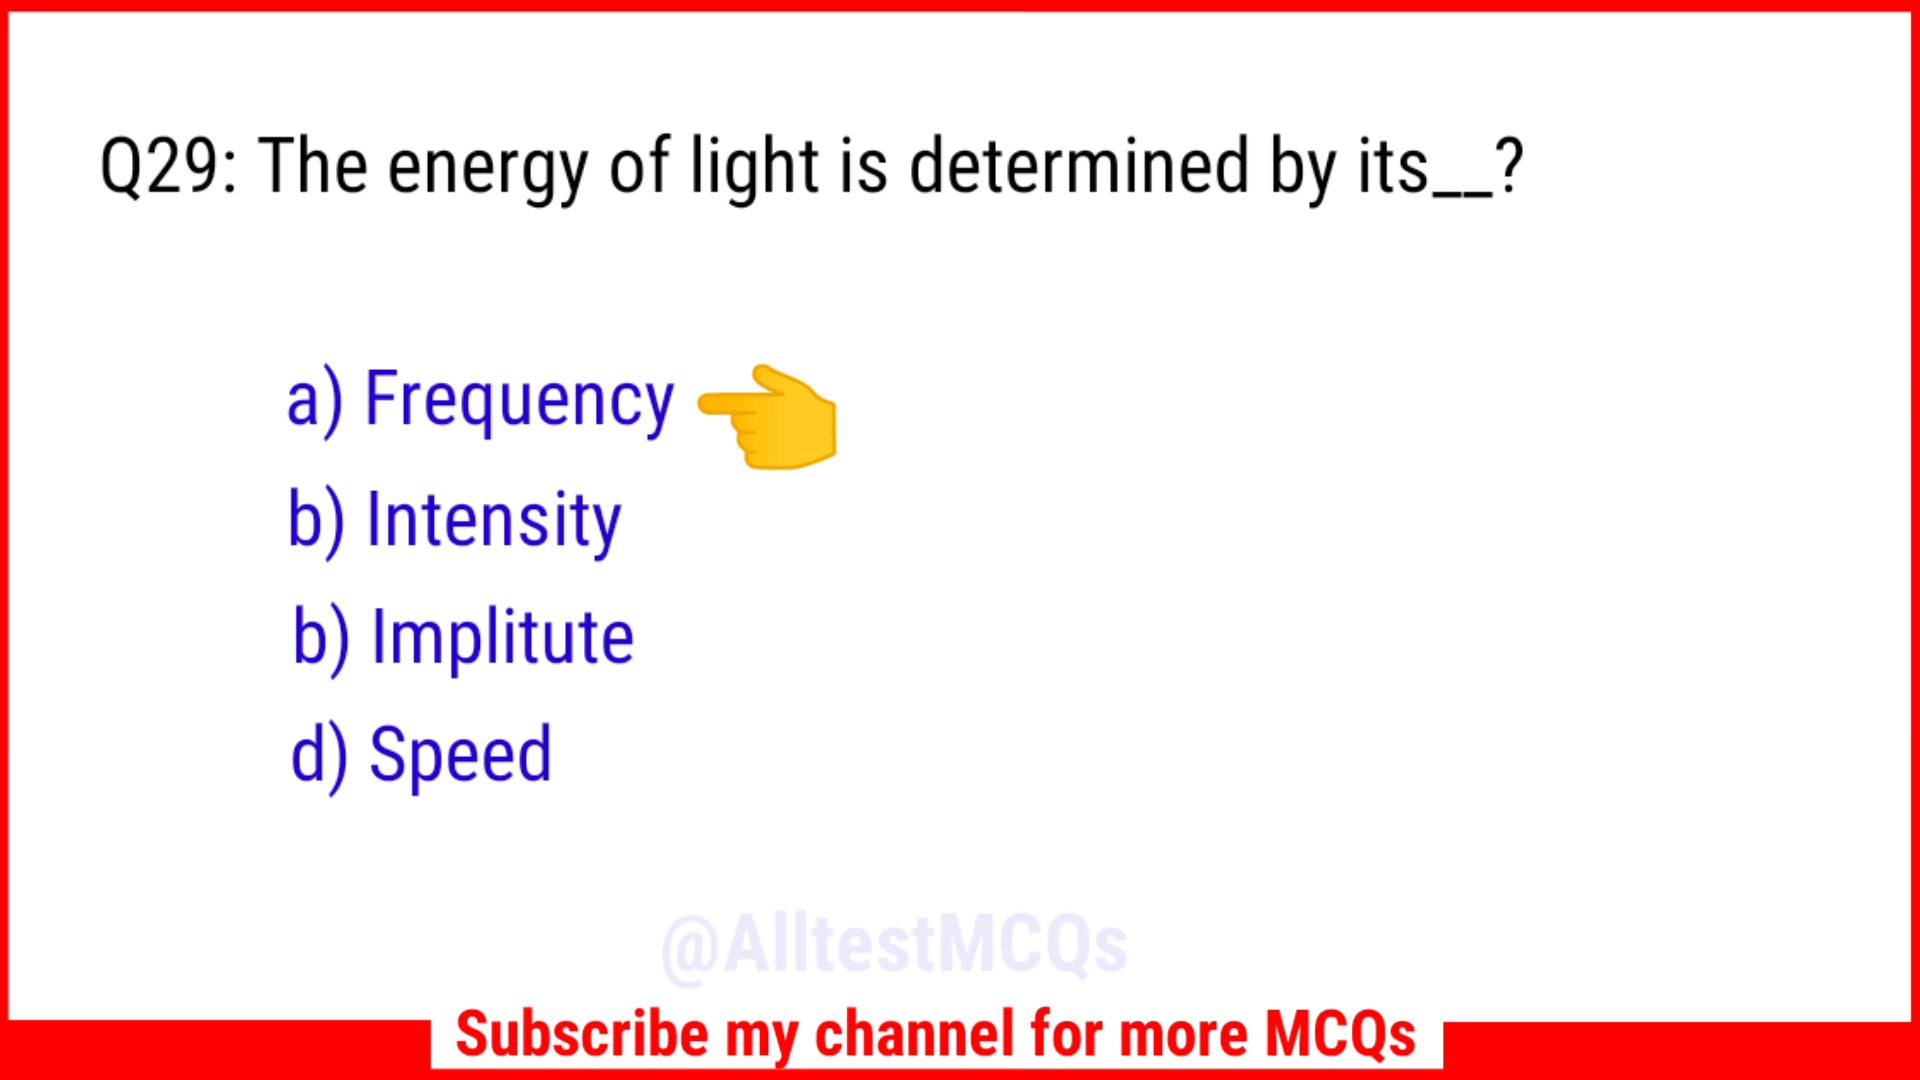 Q29: The energy of light is determined by its__?
a) Frequency
b) Intensity
b) Implitute
d) Speed
@AlltestMCQs
Subscribe my channel for more MCQs